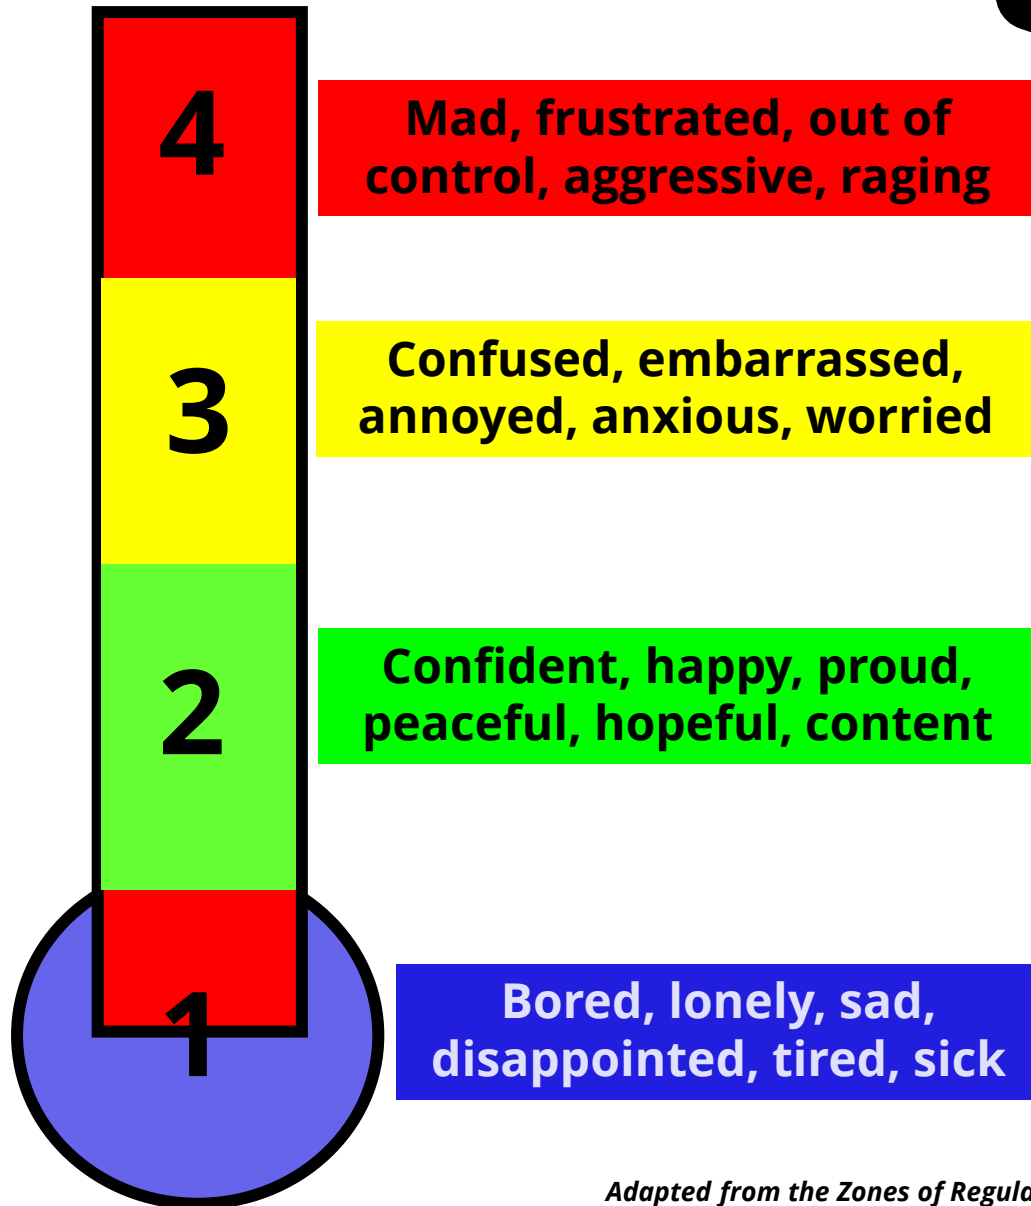 4
Mad, frustrated, out of
control, aggressive, raging
3
Confused, embarrassed,
annoyed, anxious, worried
2
Confident, happy, proud,
peaceful, hopeful, content
1
Bored, lonely, sad,
disappointed, tired, sick
Adapted from the Zones of